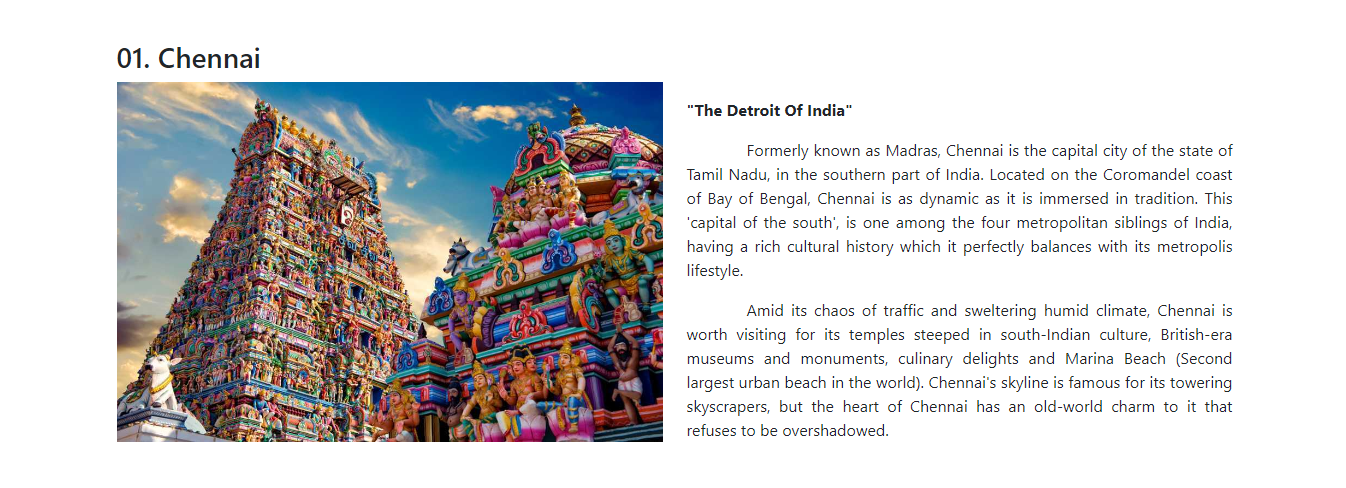 01. Chennai
"The Detroit Of India"
Formerly known as Madras, Chennai is the capital city of the state of
Tamil Nadu, in the southern part of India. Located on the Coromandel coast
of Bay of Bengal, Chennai is as dynamic as it is immersed in tradition. This
'capital of the south', is one among the four metropolitan siblings of India,
having a rich cultural history which it perfectly balances with its metropolis
lifestyle.
Amid its chaos of traffic and sweltering humid climate, Chennai is
worth visiting for its temples steeped in south-Indian culture, British-era
museums and monuments, culinary delights and Marina Beach (Second
largest urban beach in the world). Chennai's skyline is famous for its towering
skyscrapers, but the heart of Chennai has an old-world charm to it that
refuses to be overshadowed.